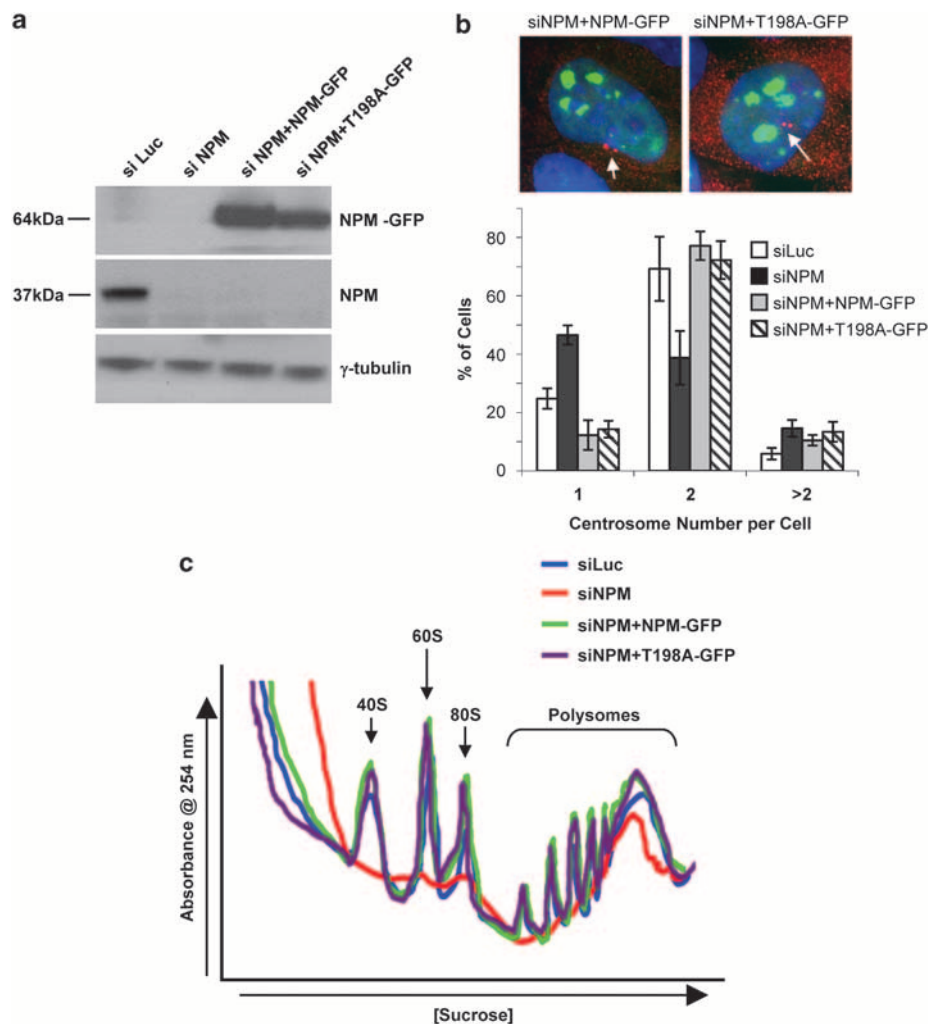 a
si Luc
si NPM
si NPM+NPM-GFP
si NPM+T198A-GFP
64kDa
NPM -GFP
37kDa
NPM
γ-tubulin
b
siNPM+NPM-GFP
siNPM+T198A-GFP
% of Cells
80
60
40
20
0
1
2
>2
Centrosome Number per Cell
siLuc
siNPM
siNPM+NPM-GFP
siNPM+T198A-GFP
c
siLuc
siNPM
siNPM+NPM-GFP
siNPM+T198A-GFP
40S
60S
80S
Polysomes
Absorbance @ 254 nm
[Sucrose]